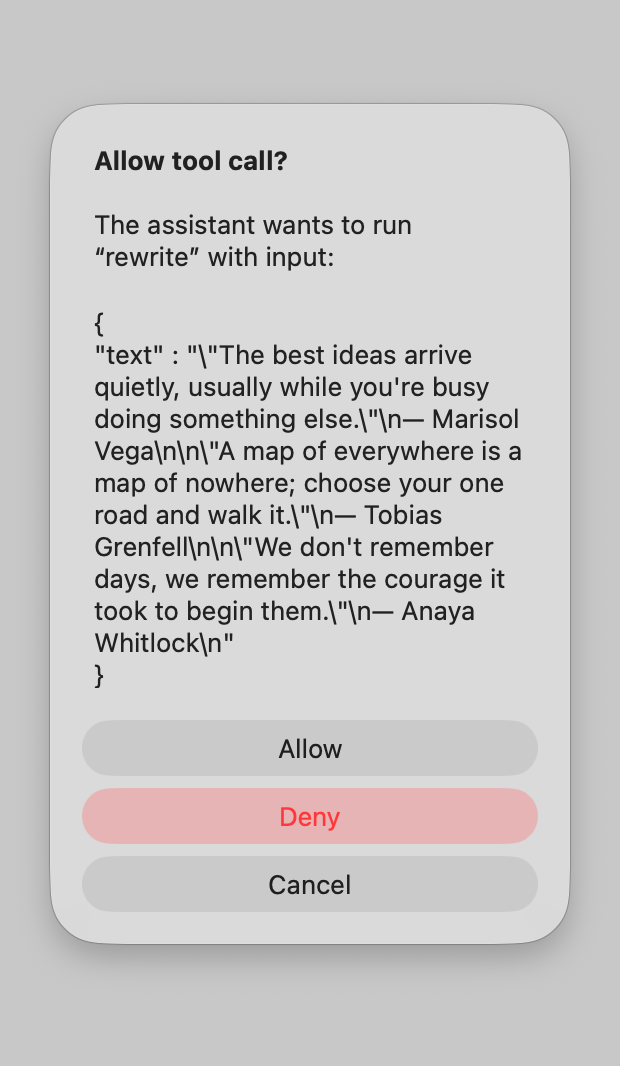 Allow tool call?
The assistant wants to run
“rewrite” with input:
{
"text" : "\"The best ideas arrive
quietly, usually while you're busy
doing something else.\"\n— Marisol
Vega\n\n\"A map of everywhere is a
map of nowhere; choose your one
road and walk it.\"\n— Tobias
Grenfell\n\n\"We don't remember
days, we remember the courage it
took to begin them.\"\n— Anaya
Whitlock\n"
}
Allow
Deny
Cancel